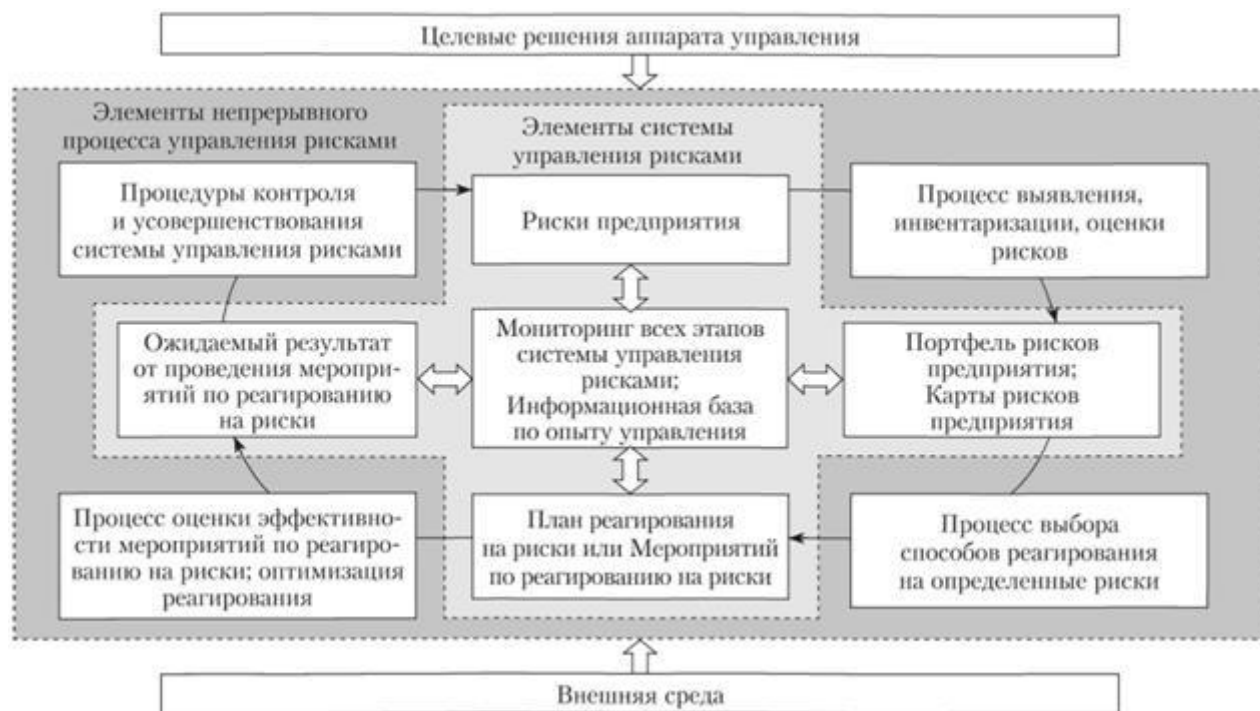 Целевые решения аппарата управления
Элементы непрерывного
процесса управления рисками
Элементы системы
управления рисками
Процедуры контроля
и усовершенствования
системы управления рисками
Риски предприятия
Процесс выявления,
инвентаризации, оценки
рисков
Ожидаемый результат
от проведения меропри-
ятий по реагированию
на риски
Мониторинг всех этапов
системы управления
рисками;
Информационная база
по опыту управления
Портфель рисков
предприятия;
Карты рисков
предприятия
Процесс оценки эффективно-
сти мероприятий по реагиро-
ванию на риски; оптимизация
реагирования
План реагирования
на риски или Мероприятий
по реагированию на риски
Процесс выбора
способов реагирования
на определенные риски
Внешняя среда